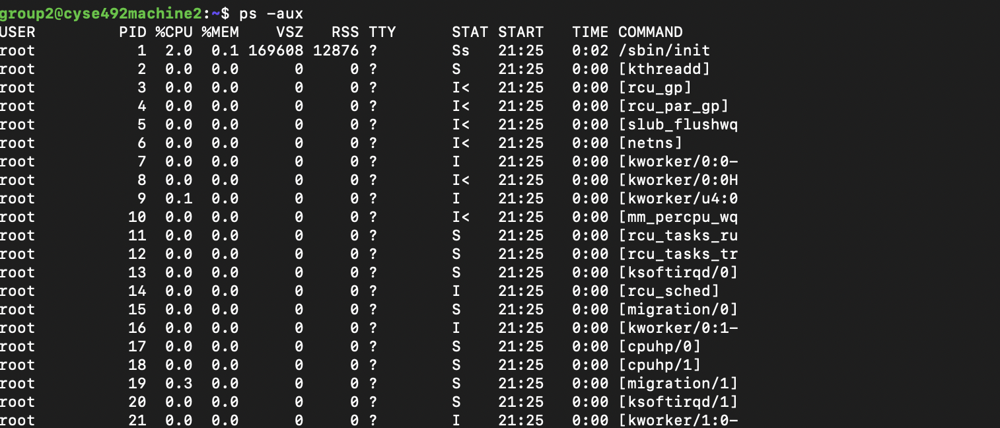 group2@cyse492machine2:~$ ps -aux
USER         PID %CPU %MEM    VSZ   RSS TTY      STAT START   TIME COMMAND
root           1  2.0  0.1 169608 12876 ?        Ss   21:25   0:02 /sbin/init
root           2  0.0  0.0      0     0 ?        S    21:25   0:00 [kthreadd]
root           3  0.0  0.0      0     0 ?        I<   21:25   0:00 [rcu_gp]
root           4  0.0  0.0      0     0 ?        I<   21:25   0:00 [rcu_par_gp]
root           5  0.0  0.0      0     0 ?        I<   21:25   0:00 [slub_flushwq
root           6  0.0  0.0      0     0 ?        I<   21:25   0:00 [netns]
root           7  0.0  0.0      0     0 ?        I    21:25   0:00 [kworker/0:0-
root           8  0.0  0.0      0     0 ?        I<   21:25   0:00 [kworker/0:0H
root           9  0.1  0.0      0     0 ?        I    21:25   0:00 [kworker/u4:0
root          10  0.0  0.0      0     0 ?        I<   21:25   0:00 [mm_percpu_wq
root          11  0.0  0.0      0     0 ?        S    21:25   0:00 [rcu_tasks_ru
root          12  0.0  0.0      0     0 ?        S    21:25   0:00 [rcu_tasks_tr
root          13  0.0  0.0      0     0 ?        S    21:25   0:00 [ksoftirqd/0]
root          14  0.0  0.0      0     0 ?        I    21:25   0:00 [rcu_sched]
root          15  0.0  0.0      0     0 ?        S    21:25   0:00 [migration/0]
root          16  0.0  0.0      0     0 ?        I    21:25   0:00 [kworker/0:1-
root          17  0.0  0.0      0     0 ?        S    21:25   0:00 [cpuhp/0]
root          18  0.0  0.0      0     0 ?        S    21:25   0:00 [cpuhp/1]
root          19  0.3  0.0      0     0 ?        S    21:25   0:00 [migration/1]
root          20  0.0  0.0      0     0 ?        S    21:25   0:00 [ksoftirqd/1]
root          21  0.0  0.0      0     0 ?        I    21:25   0:00 [kworker/1:0-